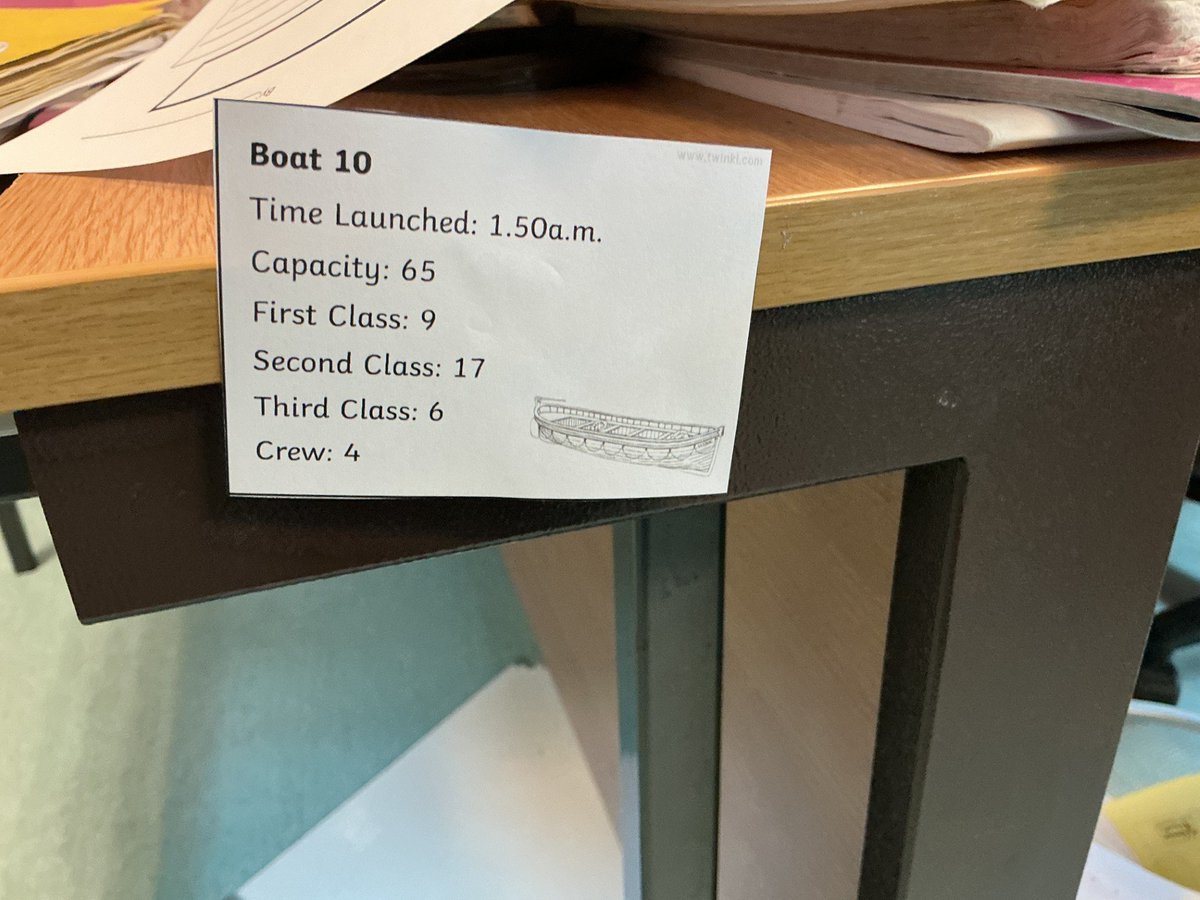 Boat 10
www.twinkl.com
Time Launched: 1.50a.m.
Capacity: 65
First Class: 9
Second Class: 17
Third Class: 6
Crew: 4